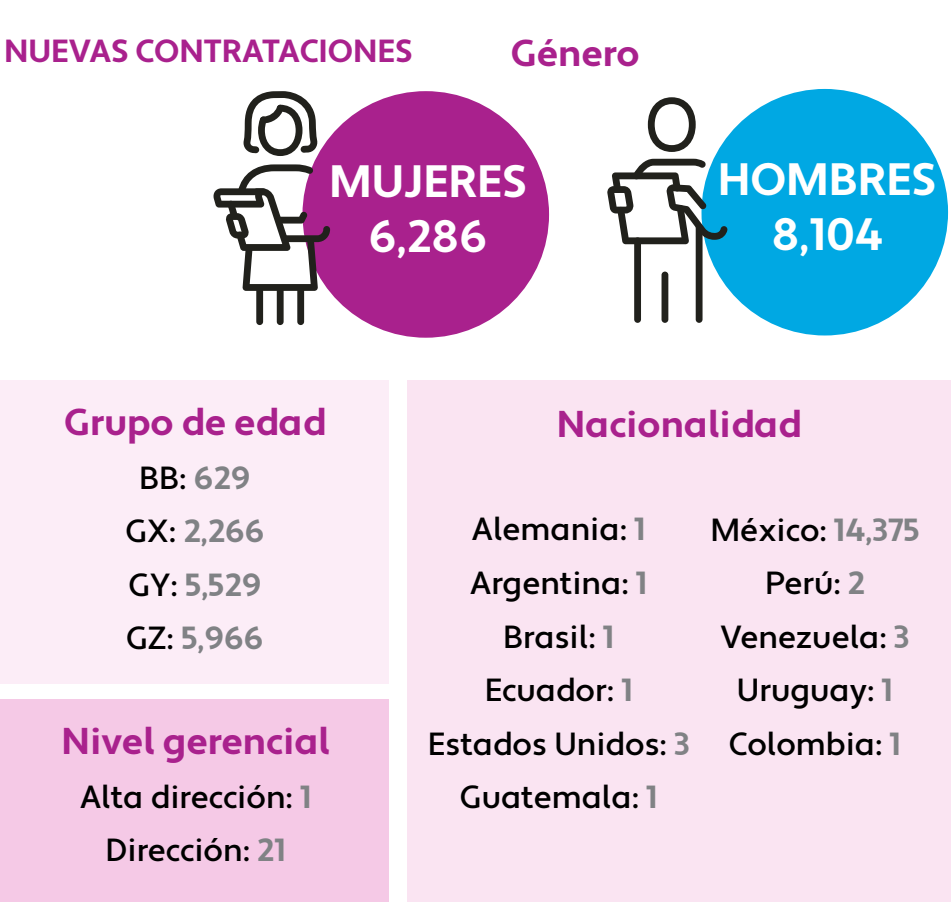 NUEVAS CONTRATACIONES
Género
MUJERES
6,286
HOMBRES
8,104
Grupo de edad
BB: 629
GX: 2,266
GY: 5,529
GZ: 5,966
Nivel gerencial
Alta dirección: 1
Dirección: 21
Nacionalidad
Alemania: 1
Argentina: 1
Brasil: 1
Ecuador: 1
Estados Unidos: 3
Guatemala: 1
México: 14,375
Perú: 2
Venezuela: 3
Uruguay: 1
Colombia: 1